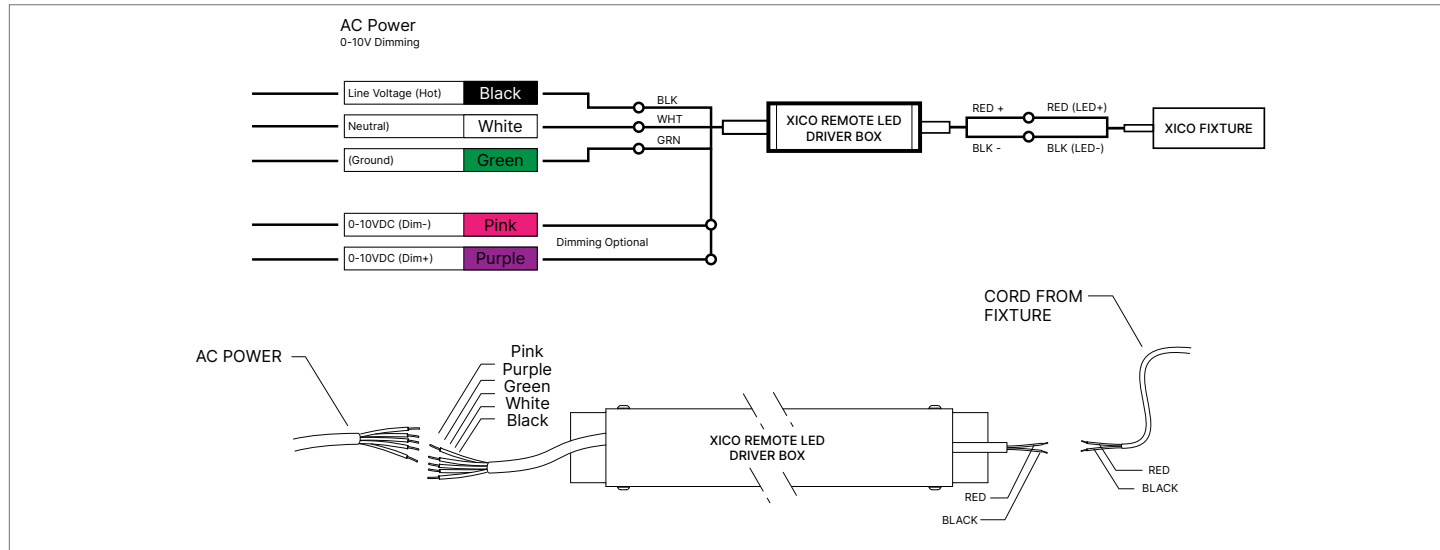 AC Power
0-10V Dimming
Line Voltage (Hot) Black
Neutral) White
(Ground) Green
0-10VDC (Dim-) Pink
0-10VDC (Dim+) Purple
Dimming Optional
BLK
WHT
GRN
XICO REMOTE LED
DRIVER BOX
RED +
BLK -
RED (LED+)
BLK (LED-)
XICO FIXTURE
CORD FROM
FIXTURE
AC POWER
Pink
Purple
Green
White
Black
XICO REMOTE LED
DRIVER BOX
RED
BLACK
RED
BLACK